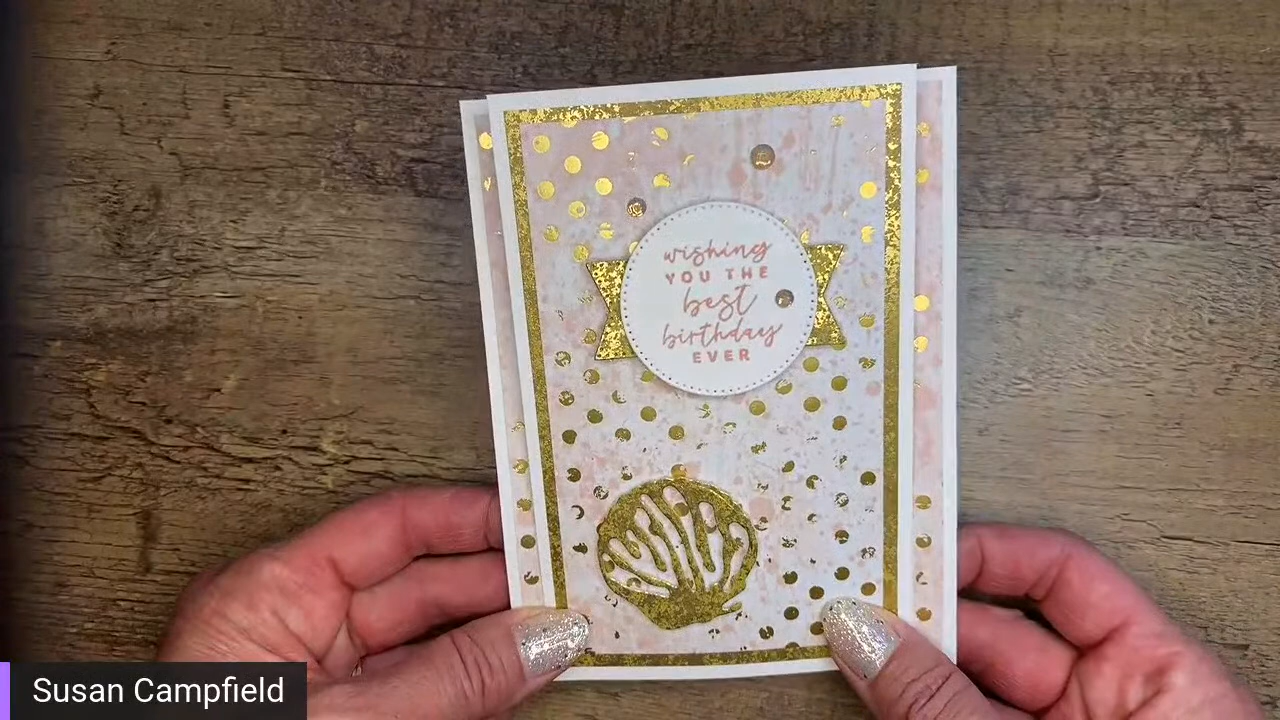 wishing
YOU THE
best
birthday
EVER
Susan Campfield